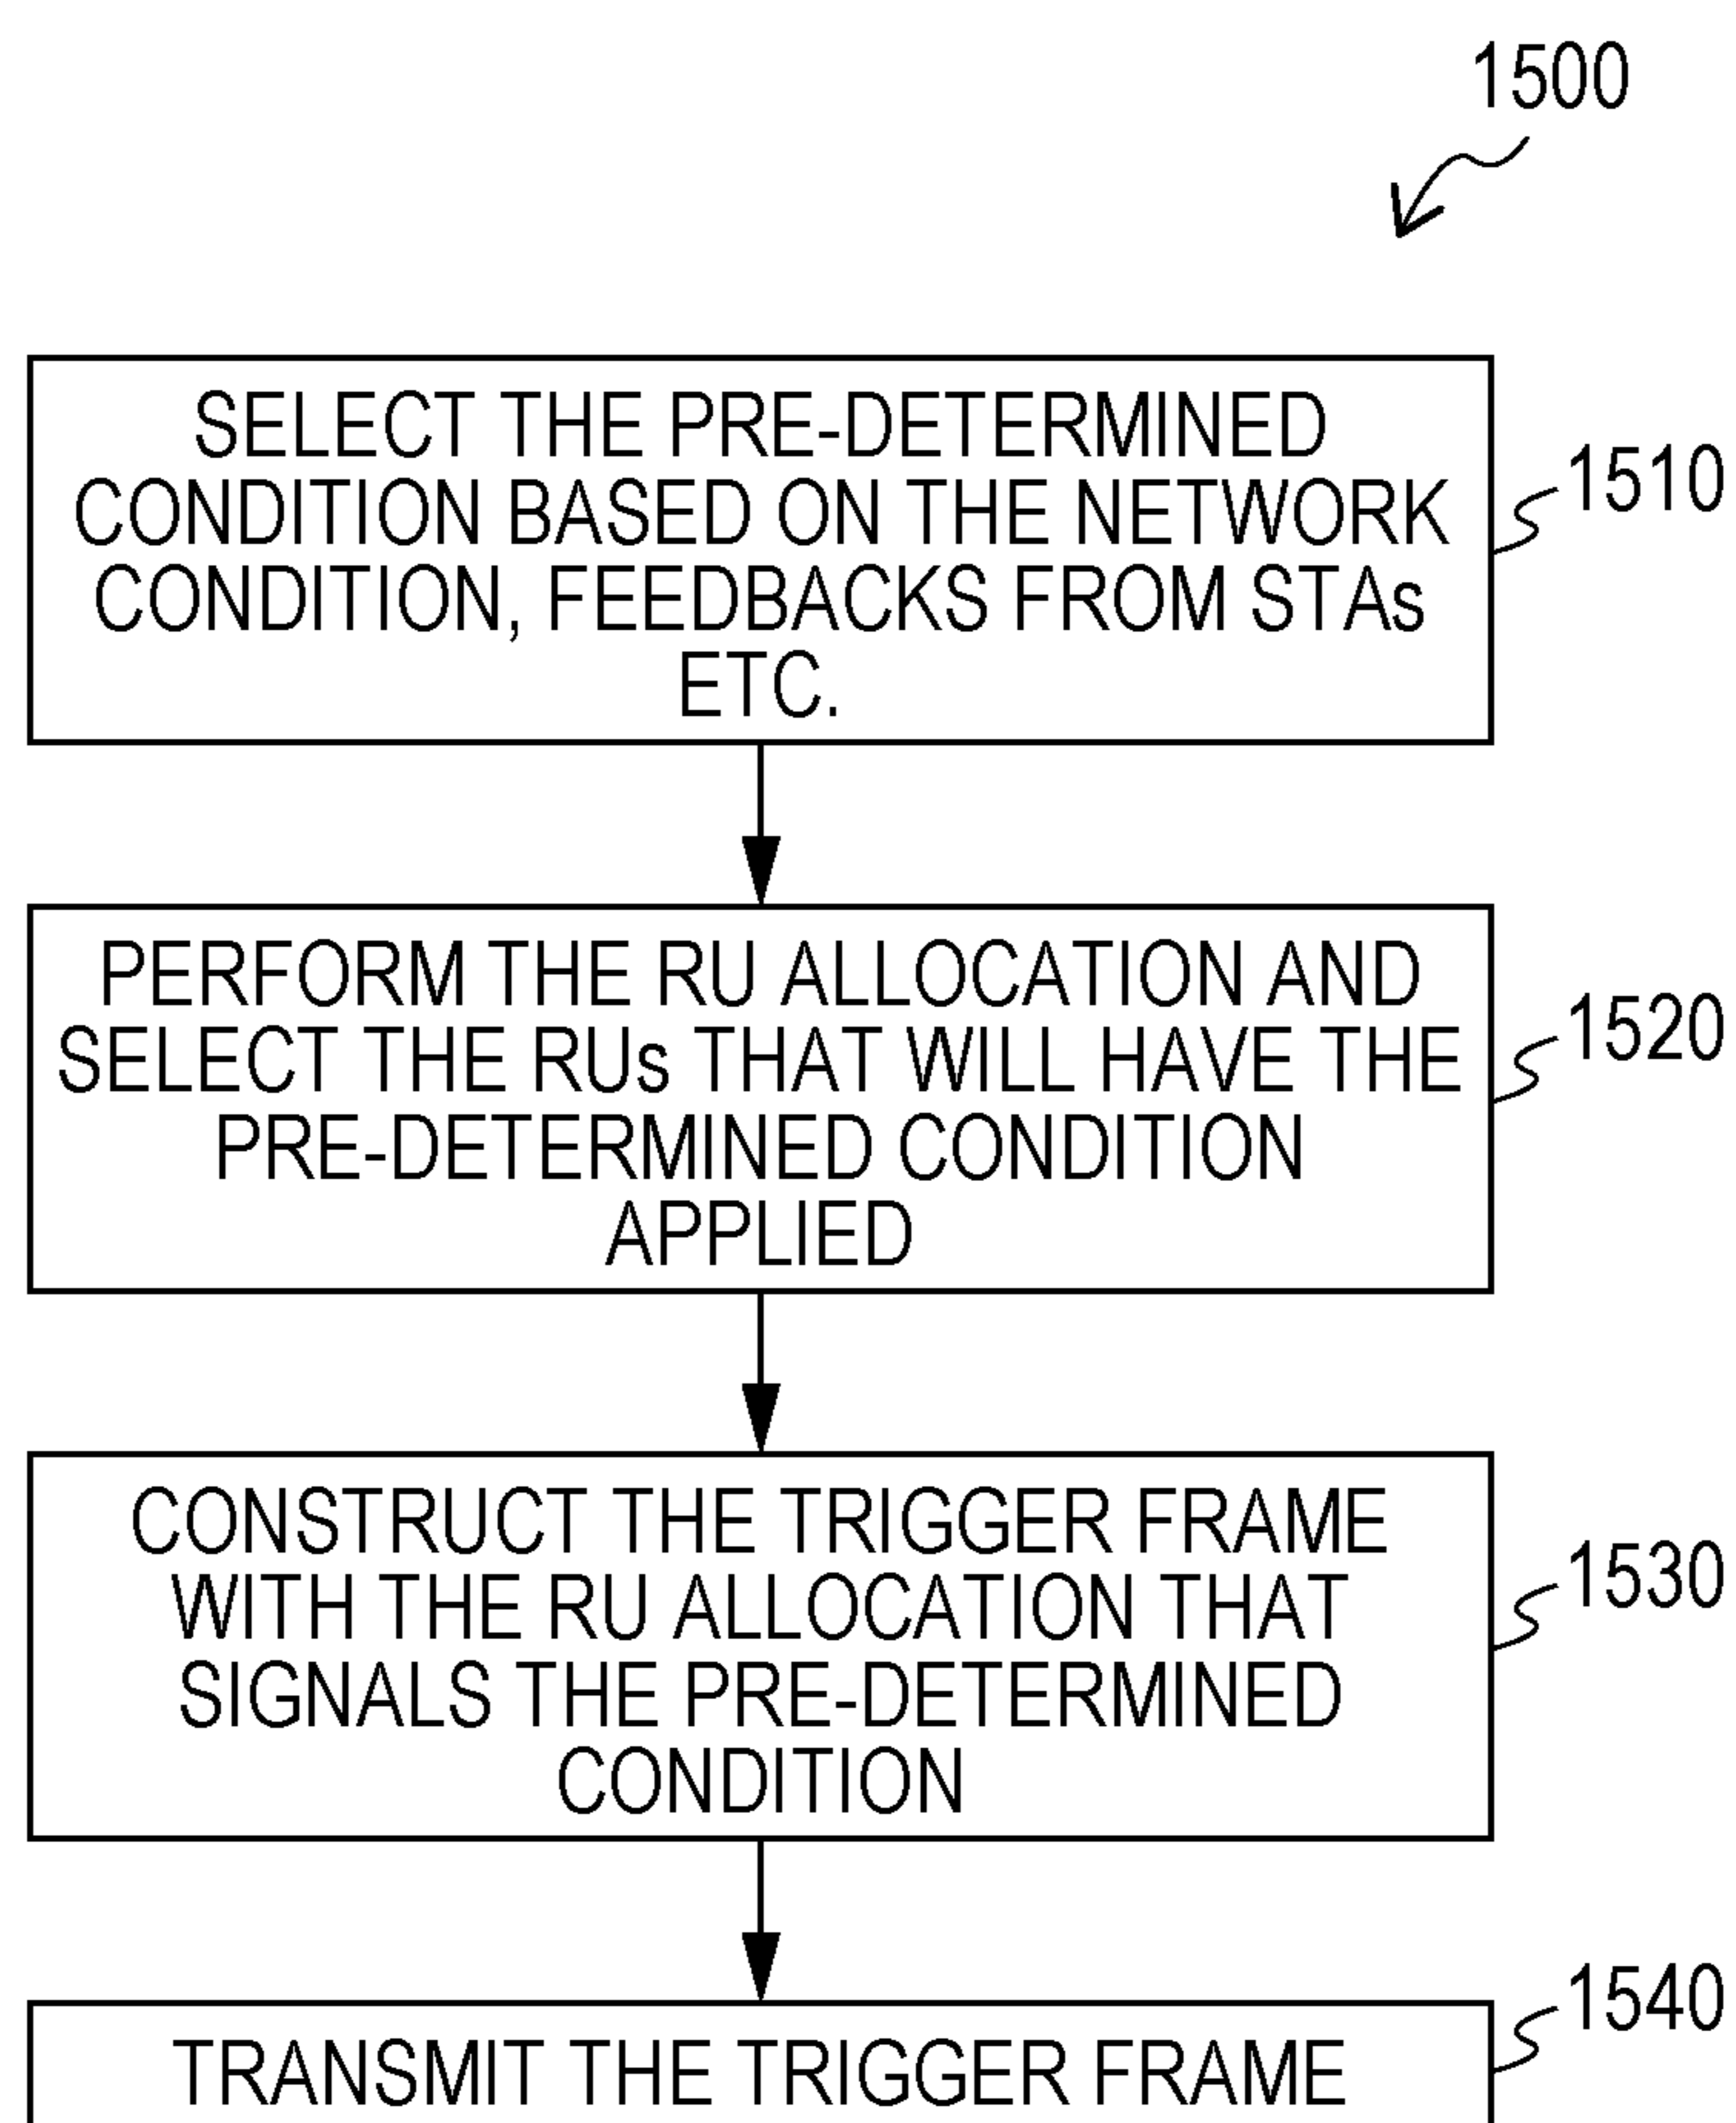 1500
SELECT THE PRE-DETERMINED
CONDITION BASED ON THE NETWORK
CONDITION, FEEDBACKS FROM STAs
ETC.
1510
PERFORM THE RU ALLOCATION AND
SELECT THE RUs THAT WILL HAVE THE
PRE-DETERMINED CONDITION
APPLIED
1520
CONSTRUCT THE TRIGGER FRAME
WITH THE RU ALLOCATION THAT
SIGNALS THE PRE-DETERMINED
CONDITION
1530
TRANSMIT THE TRIGGER FRAME
1540